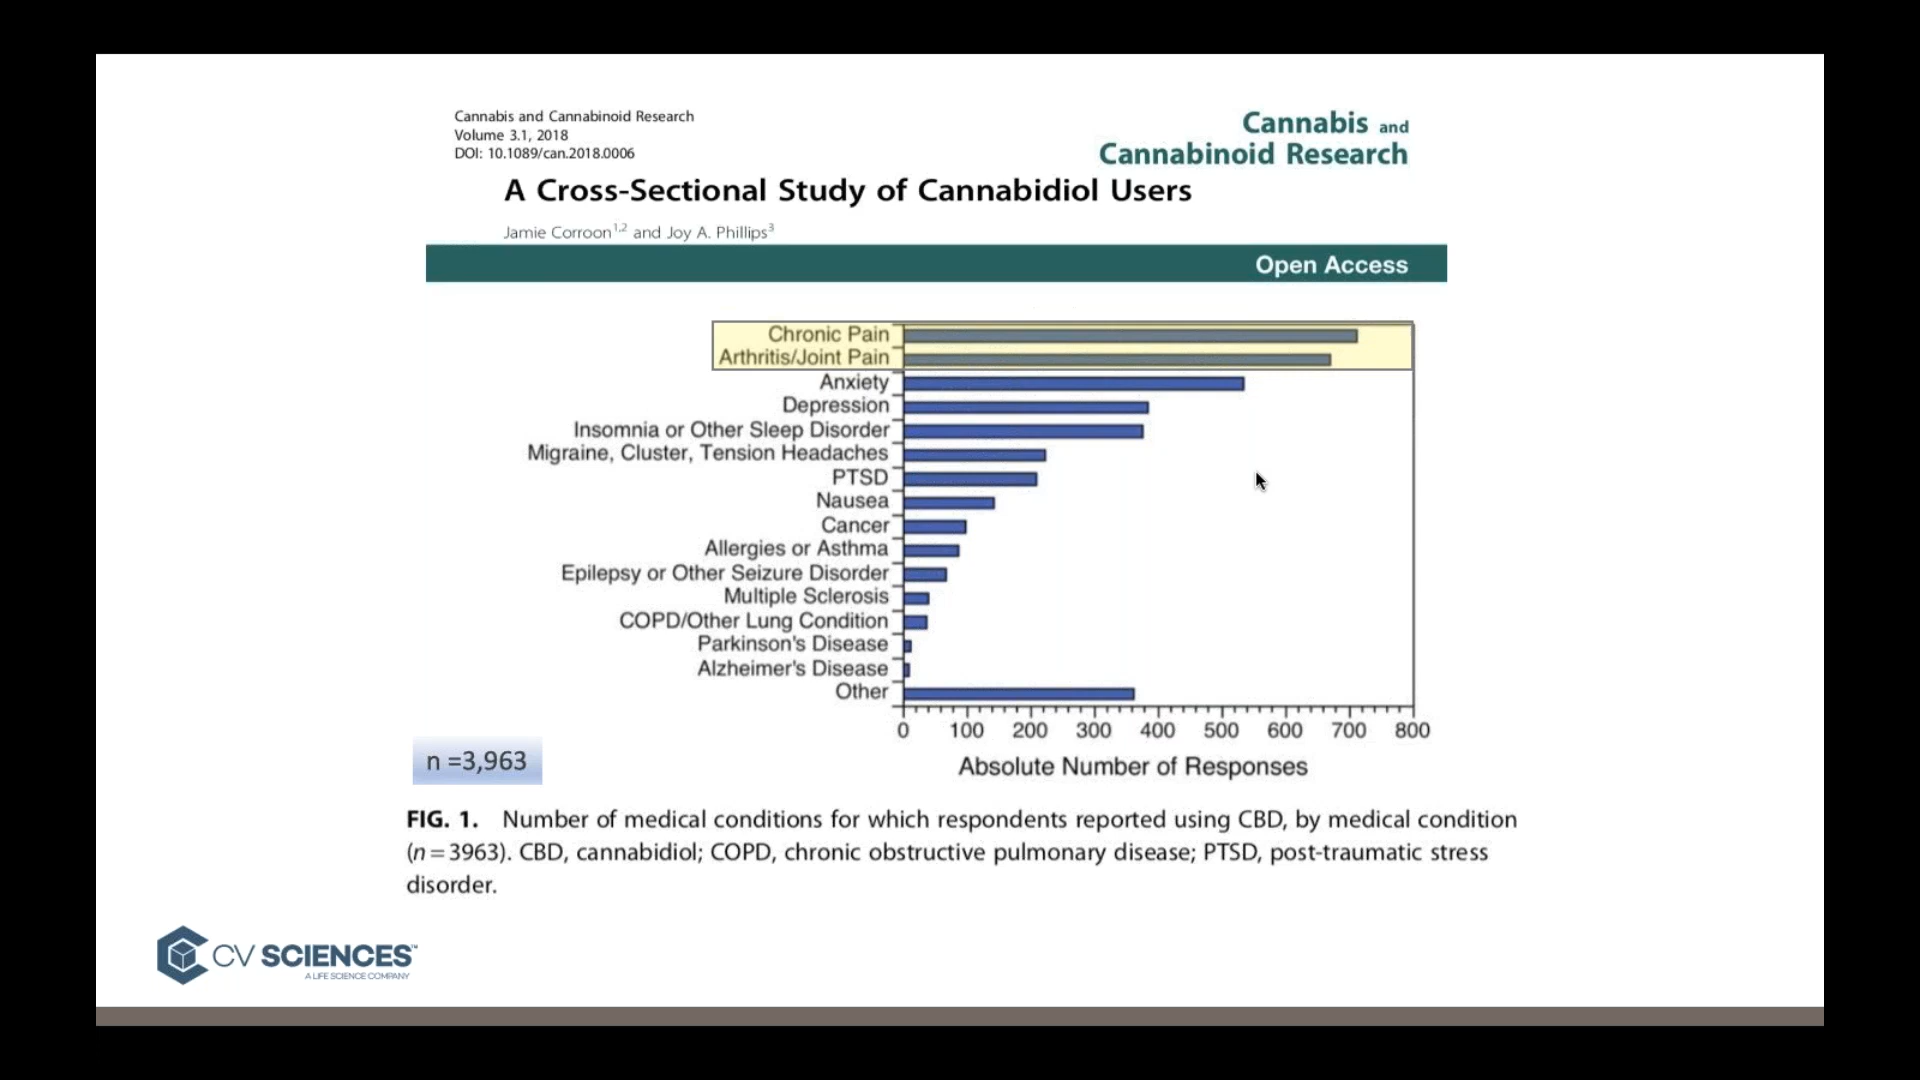 Cannabis and Cannabinoid Research
Volume 3.1, 2018
DOI: 10.1089/can.2018.0006
Cannabis and
Cannabinoid Research
A Cross-Sectional Study of Cannabidiol Users
Jamie Corroon1,2 and Joy A. Phillips3
Open Access
Chronic Pain
Arthritis/Joint Pain
Anxiety
Depression
Insomnia or Other Sleep Disorder
Migraine, Cluster, Tension Headaches
PTSD
Nausea
Cancer
Allergies or Asthma
Epilepsy or Other Seizure Disorder
Multiple Sclerosis
COPD/Other Lung Condition
Parkinson's Disease
Alzheimer's Disease
Other
0 100 200 300 400 500 600 700 800
Absolute Number of Responses
n =3,963
FIG. 1. Number of medical conditions for which respondents reported using CBD, by medical condition
(n = 3963). CBD, cannabidiol; COPD, chronic obstructive pulmonary disease; PTSD, post-traumatic stress
disorder.
CV SCIENCES™
A LIFE SCIENCE COMPANY